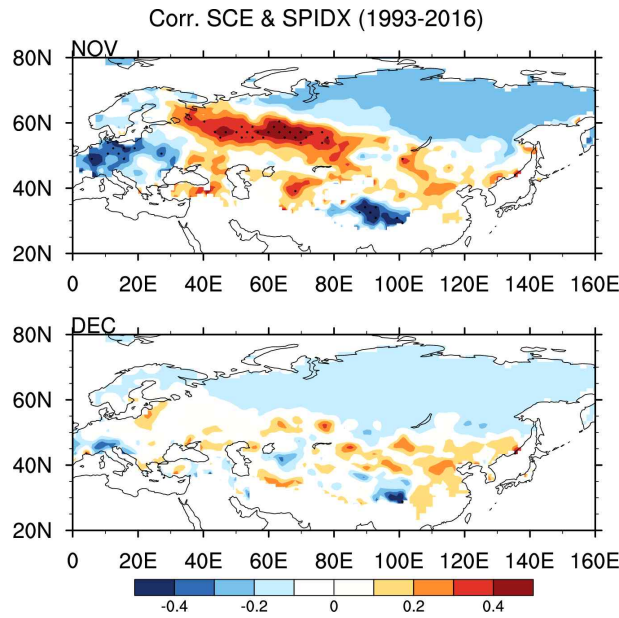 Corr. SCE & SPIDX (1993-2016)
NOV
80N
60N
40N
20N
0 20E 40E 60E 80E 100E 120E 140E 160E
DEC
80N
60N
40N
20N
0 20E 40E 60E 80E 100E 120E 140E 160E
-0.4 -0.2 0 0.2 0.4